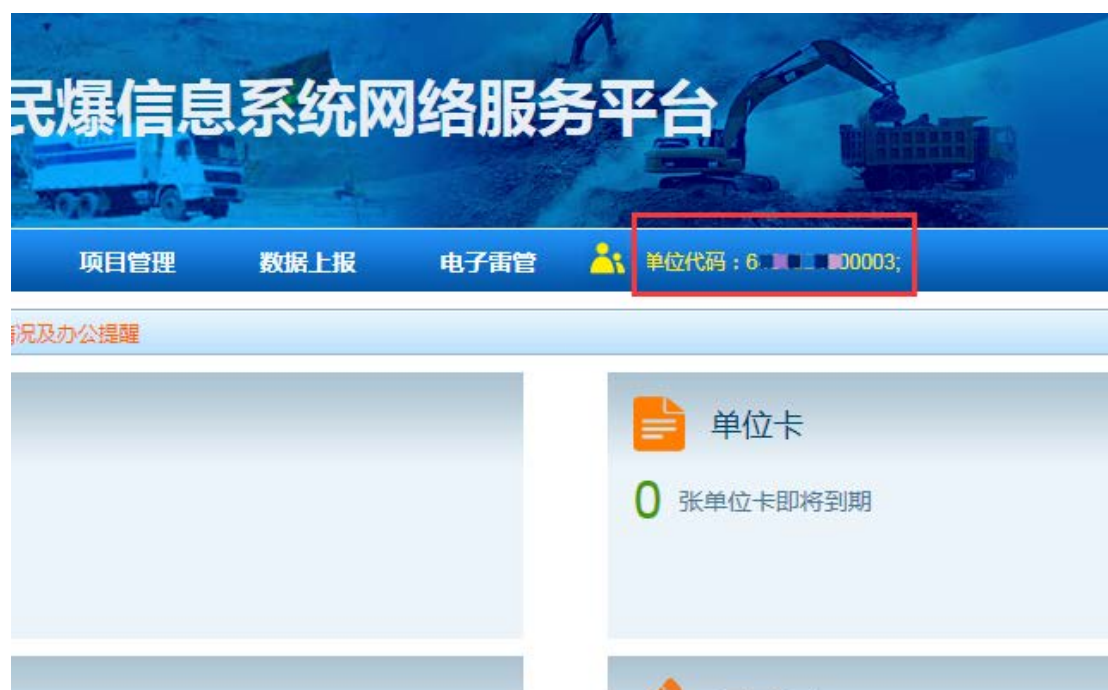 民爆信息系统网络服务平台
项目管理 数据上报 电子雷管 单位代码：6 00003;
情况及办公提醒
单位卡
0 张单位卡即将到期